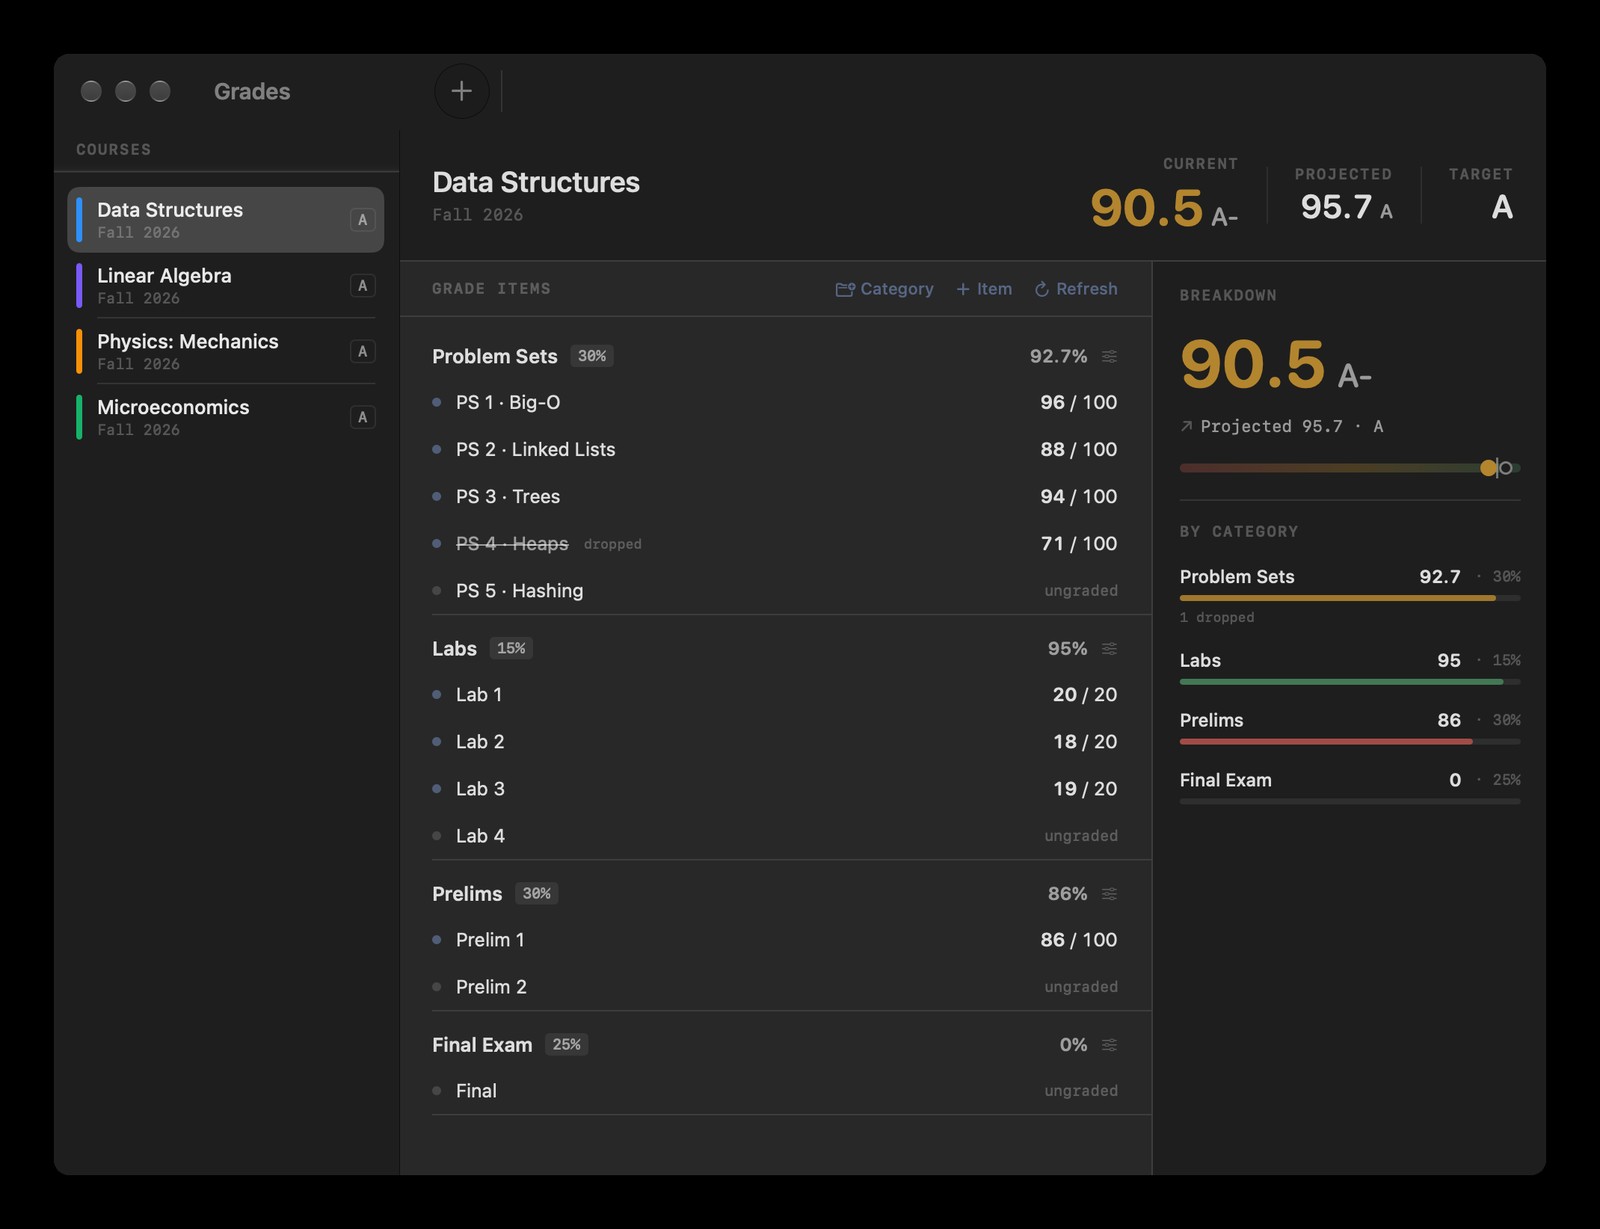 Grades
COURSES
Data Structures
Fall 2026
A
Linear Algebra
Fall 2026
A
Physics: Mechanics
Fall 2026
A
Microeconomics
Fall 2026
A
Data Structures
Fall 2026
CURRENT
90.5 A-
PROJECTED
95.7 A
TARGET
A
GRADE ITEMS
Category
Item
Refresh
Problem Sets 30% 92.7%
PS 1 · Big-O 96 / 100
PS 2 · Linked Lists 88 / 100
PS 3 · Trees 94 / 100
PS 4 · Heaps dropped 71 / 100
PS 5 · Hashing ungraded
Labs 15% 95%
Lab 1 20 / 20
Lab 2 18 / 20
Lab 3 19 / 20
Lab 4 ungraded
Prelims 30% 86%
Prelim 1 86 / 100
Prelim 2 ungraded
Final Exam 25% 0%
Final ungraded
BREAKDOWN
90.5 A-
Projected 95.7 · A
BY CATEGORY
Problem Sets 92.7 · 30%
1 dropped
Labs 95 · 15%
Prelims 86 · 30%
Final Exam 0 · 25%